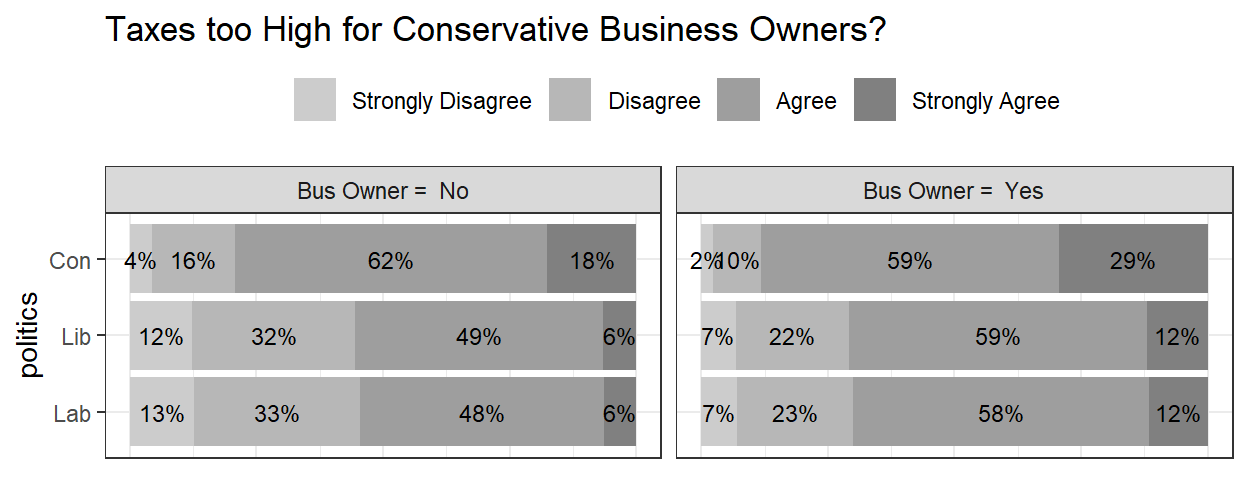 Taxes too High for Conservative Business Owners?
Strongly Disagree Disagree Agree Strongly Agree
Bus Owner = No Bus Owner = Yes
politics
Con 4% 16% 62% 18% 2% 10% 59% 29%
Lib 12% 32% 49% 6% 7% 22% 59% 12%
Lab 13% 33% 48% 6% 7% 23% 58% 12%